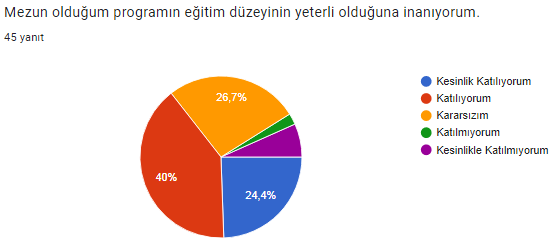 Mezun olduğum programın eğitim düzeyinin yeterli olduğuna inanıyorum.
45 yanıt
26,7%
40%
24,4%
Kesinlik Katılıyorum
Katılıyorum
Kararsızım
Katılmıyorum
Kesinlikle Katılmıyorum